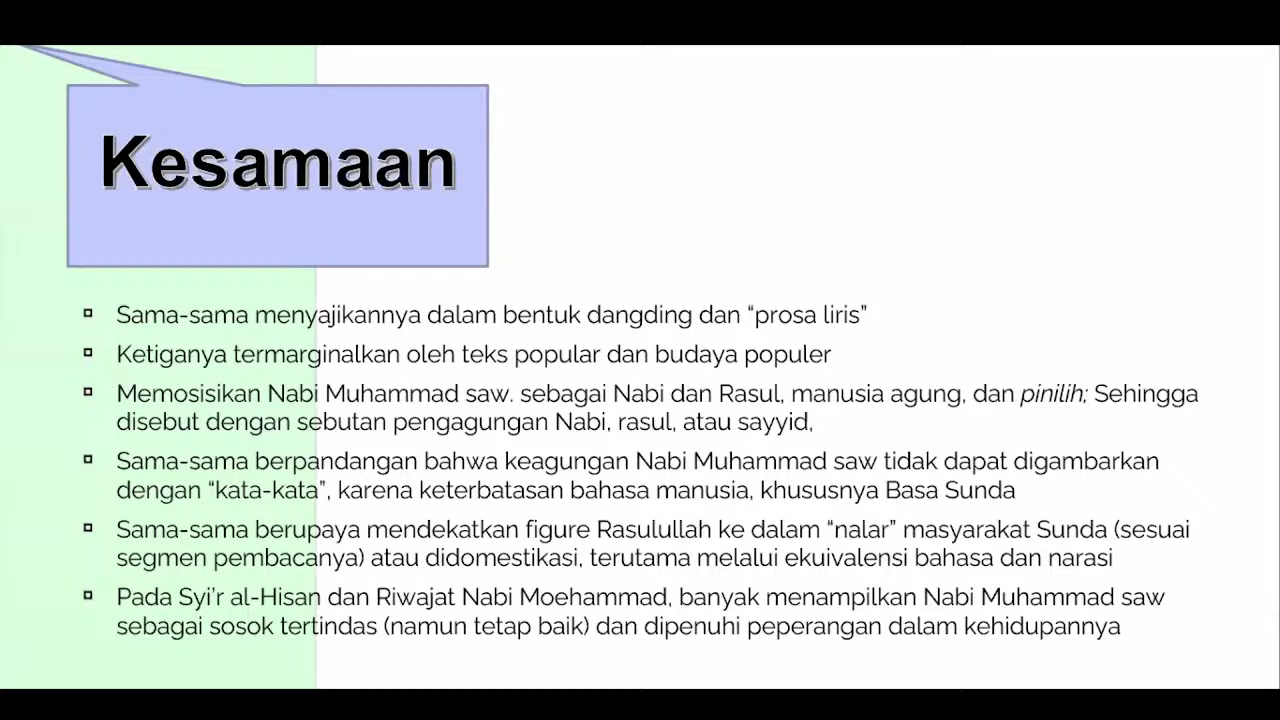 Kesamaan
Sama-sama menyajikannya dalam bentuk dangding dan “prosa liris”
Ketiganya termarginalkan oleh teks popular dan budaya populer
Memosisikan Nabi Muhammad saw. sebagai Nabi dan Rasul, manusia agung, dan pinilih; Sehingga
disebut dengan sebutan pengagungan Nabi, rasul, atau sayyid,
Sama-sama berpandangan bahwa keagungan Nabi Muhammad saw tidak dapat digambarkan
dengan “kata-kata”, karena keterbatasan bahasa manusia, khususnya Basa Sunda
Sama-sama berupaya mendekatkan figure Rasulullah ke dalam “nalar” masyarakat Sunda (sesuai
segmen pembacanya) atau didomestikasi, terutama melalui ekuivalensi bahasa dan narasi
Pada Syi’r al-Hisan dan Riwajat Nabi Moehammad, banyak menampilkan Nabi Muhammad saw
sebagai sosok tertindas (namun tetap baik) dan dipenuhi peperangan dalam kehidupannya